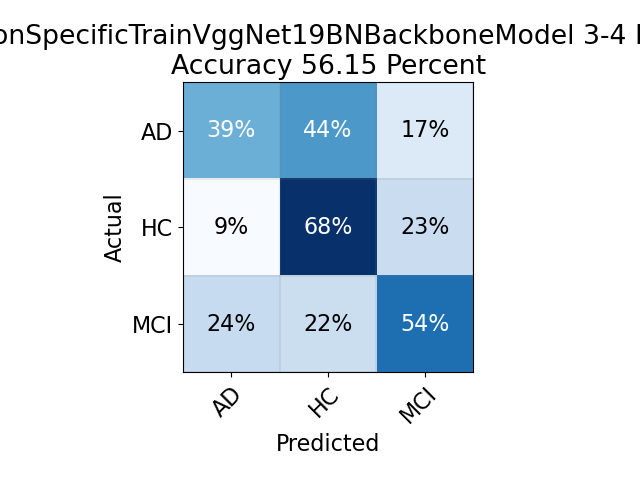 onSpecificTrainVggNet19BNBackboneModel 3-4
Accuracy 56.15 Percent
AD 39% 44% 17%
HC 9% 68% 23%
MCI 24% 22% 54%
Actual
AD HC MCI
Predicted